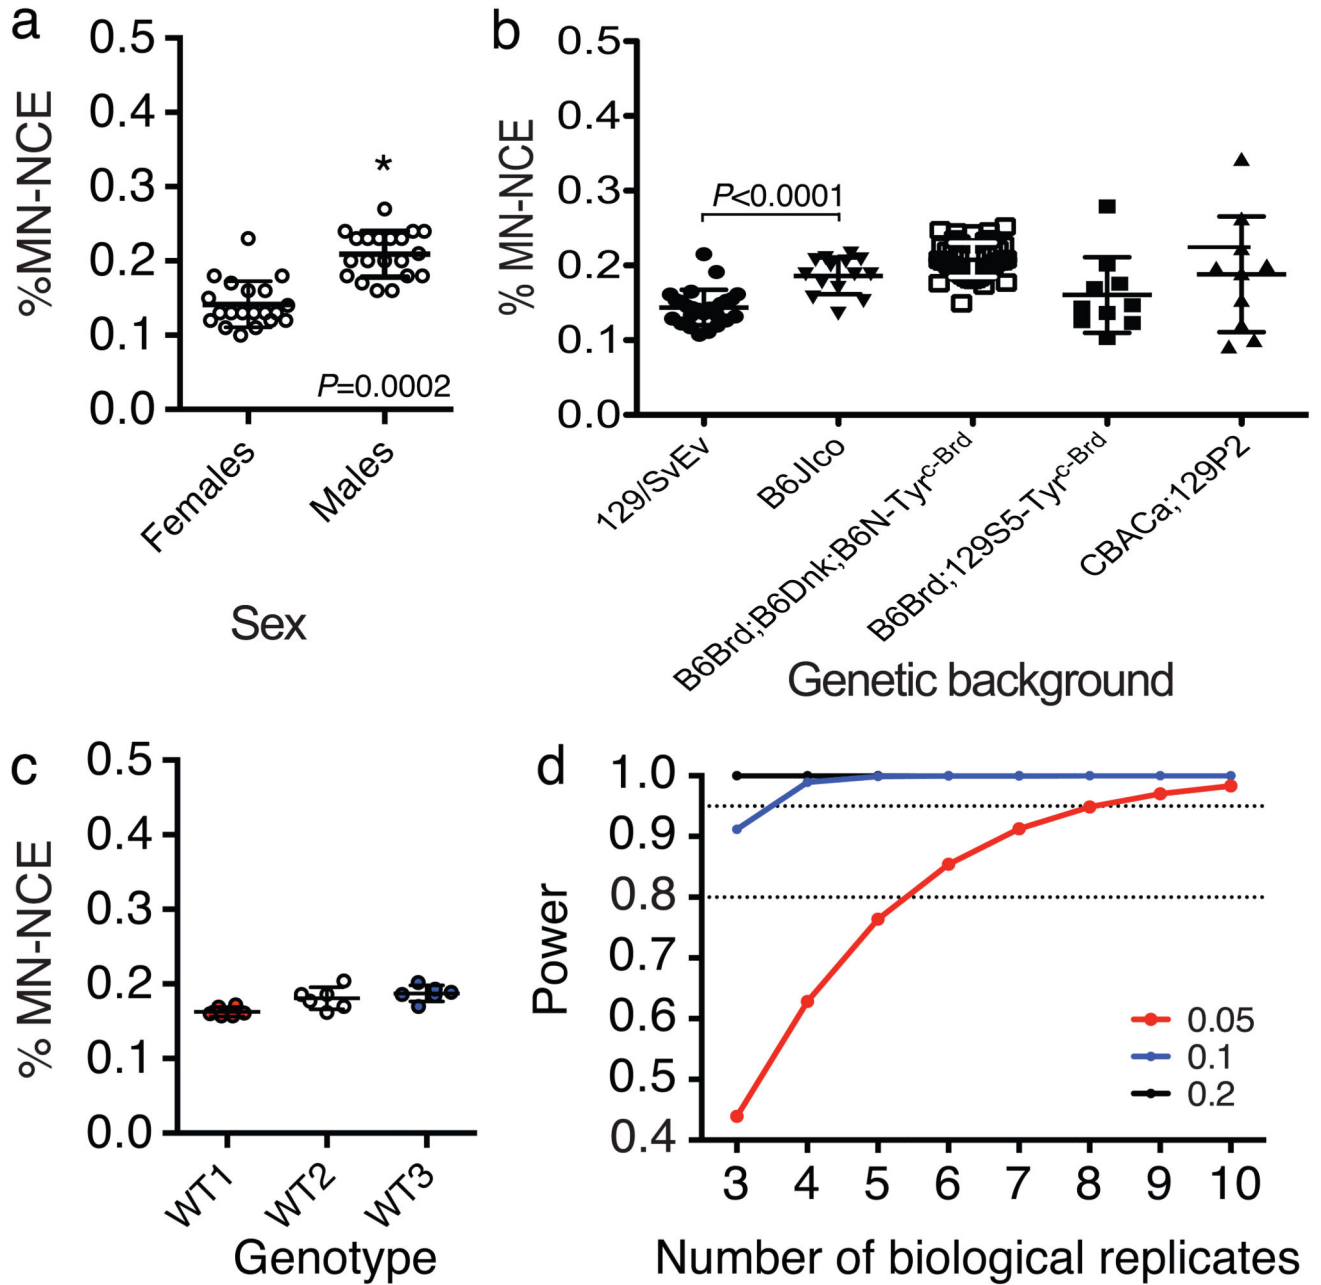 a
0.5
0.4
0.3
0.2
0.1
0.0
%MN-NCE
*
P=0.0002
Females
Males
Sex
b
0.5
0.4
0.3
0.2
0.1
0.0
% MN-NCE
P<0.0001
129/SvEv
B6JIco
B6Brd;B6Dnk;B6N-Tyrc-Brd
B6Brd;129S5-Tyrc-Brd
CBACa;129P2
Genetic background
c
0.5
0.4
0.3
0.2
0.1
0.0
% MN-NCE
WT1
WT2
WT3
Genotype
d
1.0
0.9
0.8
0.7
0.6
0.5
0.4
Power
0.05
0.1
0.2
3 4 5 6 7 8 9 10
Number of biological replicates